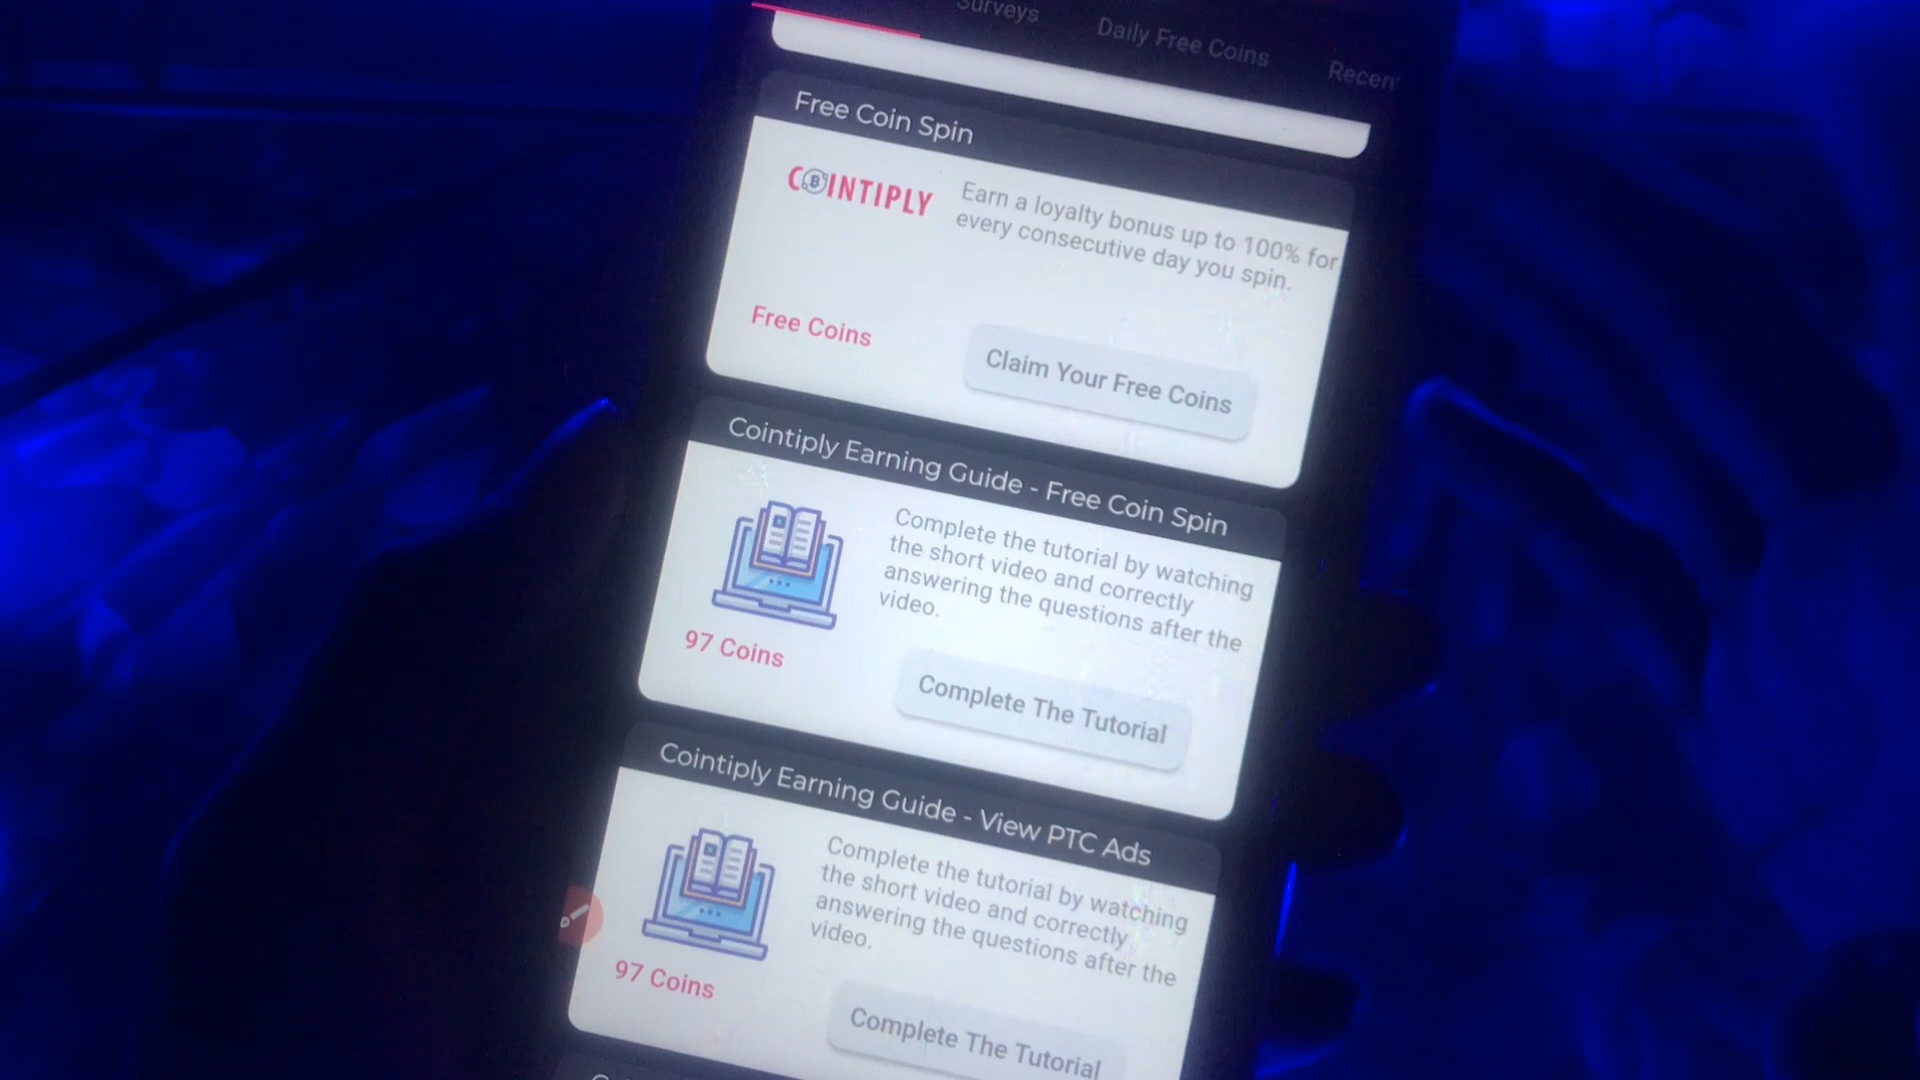 Surveys
Daily Free Coins
Recent
Free Coin Spin
COINTIPLY
Earn a loyalty bonus up to 100% for
every consecutive day you spin.
Free Coins
Claim Your Free Coins
Cointiply Earning Guide - Free Coin Spin
Complete the tutorial by watching
the short video and correctly
answering the questions after the
video.
97 Coins
Complete The Tutorial
Cointiply Earning Guide - View PTC Ads
Complete the tutorial by watching
the short video and correctly
answering the questions after the
video.
97 Coins
Complete The Tutorial